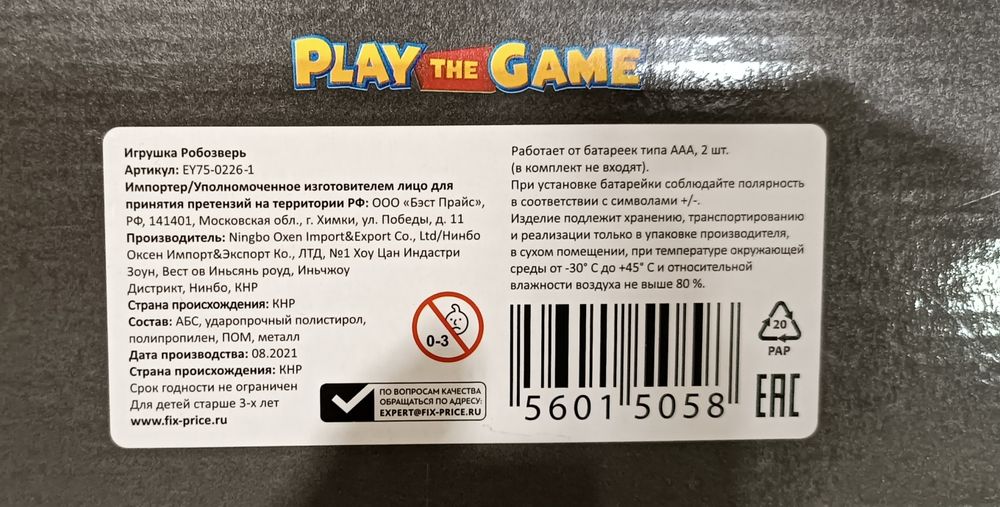 PLAY THE GAME
Игрушка Робозверь
Артикул: EY75-0226-1
Импортер/Уполномоченное изготовителем лицо для
принятия претензий на территории РФ: ООО «Бэст Прайс»,
РФ, 141401, Московская обл., г. Химки, ул. Победы, д. 11
Производитель: Ningbo Oxen Import&Export Co., Ltd/Нинбо
Оксен Импорт&Экспорт Ко., ЛТД, №1 Хоу Цан Индастри
Зоун, Вест ов Иньсянь роуд, Иньчжоу
Дистрикт, Нинбо, КНР
Страна происхождения: КНР
Состав: АБС, ударопрочный полистирол,
полипропилен, ПОМ, металл
Дата производства: 08.2021
Страна происхождения: КНР
Срок годности не ограничен
Для детей старше 3-х лет
www.fix-price.ru
0-3
ПО ВОПРОСАМ КАЧЕСТВА
ОБРАЩАТЬСЯ ПО АДРЕСУ:
EXPERT@FIX-PRICE.RU
Работает от батареек типа ААА, 2 шт.
(в комплект не входят).
При установке батарейки соблюдайте полярность
в соответствии с символами +/-.
Изделие подлежит хранению, транспортированию
и реализации только в упаковке производителя,
в сухом помещении, при температуре окружающей
среды от -30° С до +45° С и относительной
влажности воздуха не выше 80 %.
5601 5058
20
PAP
EAC